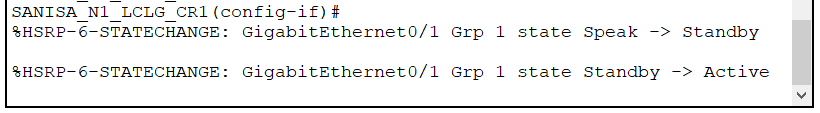 SANISA_N1_LCLG_CR1(config-if)#
%HSRP-6-STATECHANGE: GigabitEthernet0/1 Grp 1 state Speak -> Standby
%HSRP-6-STATECHANGE: GigabitEthernet0/1 Grp 1 state Standby -> Active